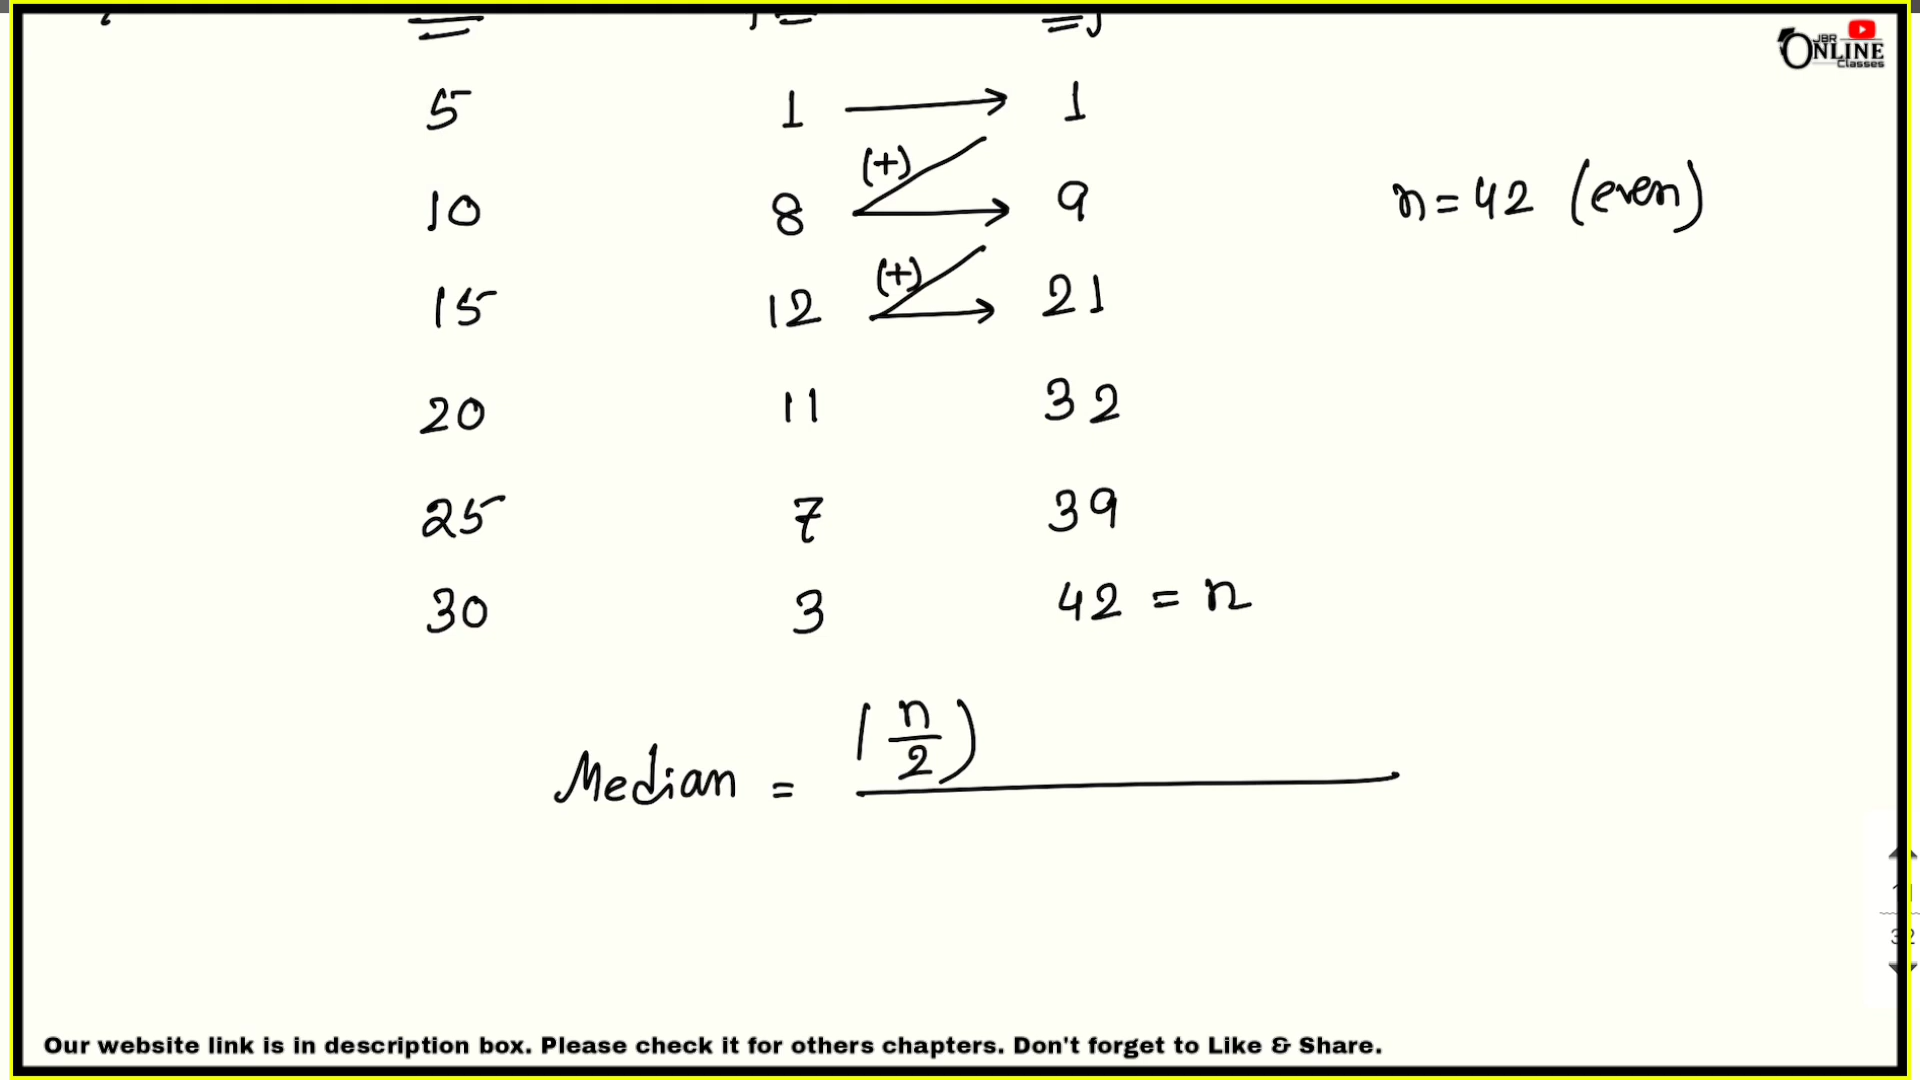 JBR
ONLINE
Classes
5 1 1
(+)
10 8 9 n = 42 (even)
(+)
15 12 21
20 11 32
25 7 39
30 3 42 = n
Median = (n/2)
Our website link is in description box. Please check it for others chapters. Don't forget to Like & Share.